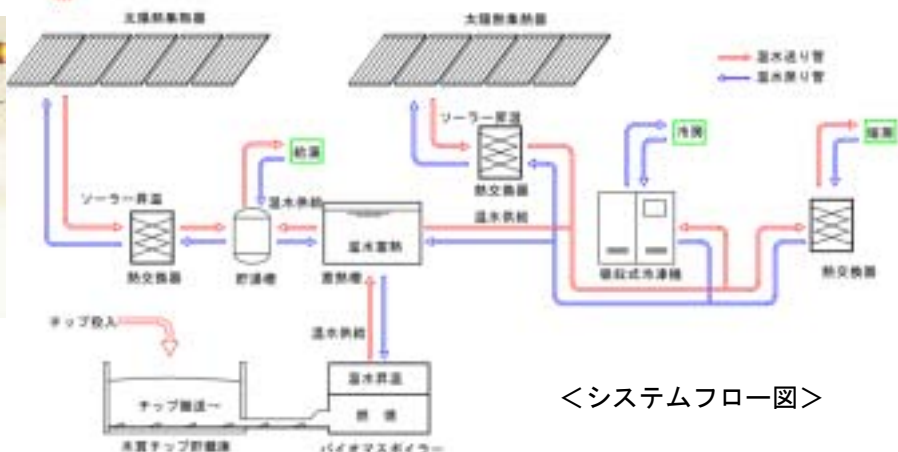 太陽熱集熱器
太陽熱集熱器
温水送り管
温水戻り管
ソーラー昇温
給湯
冷房
暖房
熱交換器
ソーラー昇温
温水供給
温水供給
温水蓄熱
熱交換器
貯湯槽
蓄熱槽
吸収式冷凍機
熱交換器
チップ投入
温水供給
温水昇温
チップ搬送～
燃焼
木質チップ貯蔵庫
バイオマスボイラー
＜システムフロー図＞